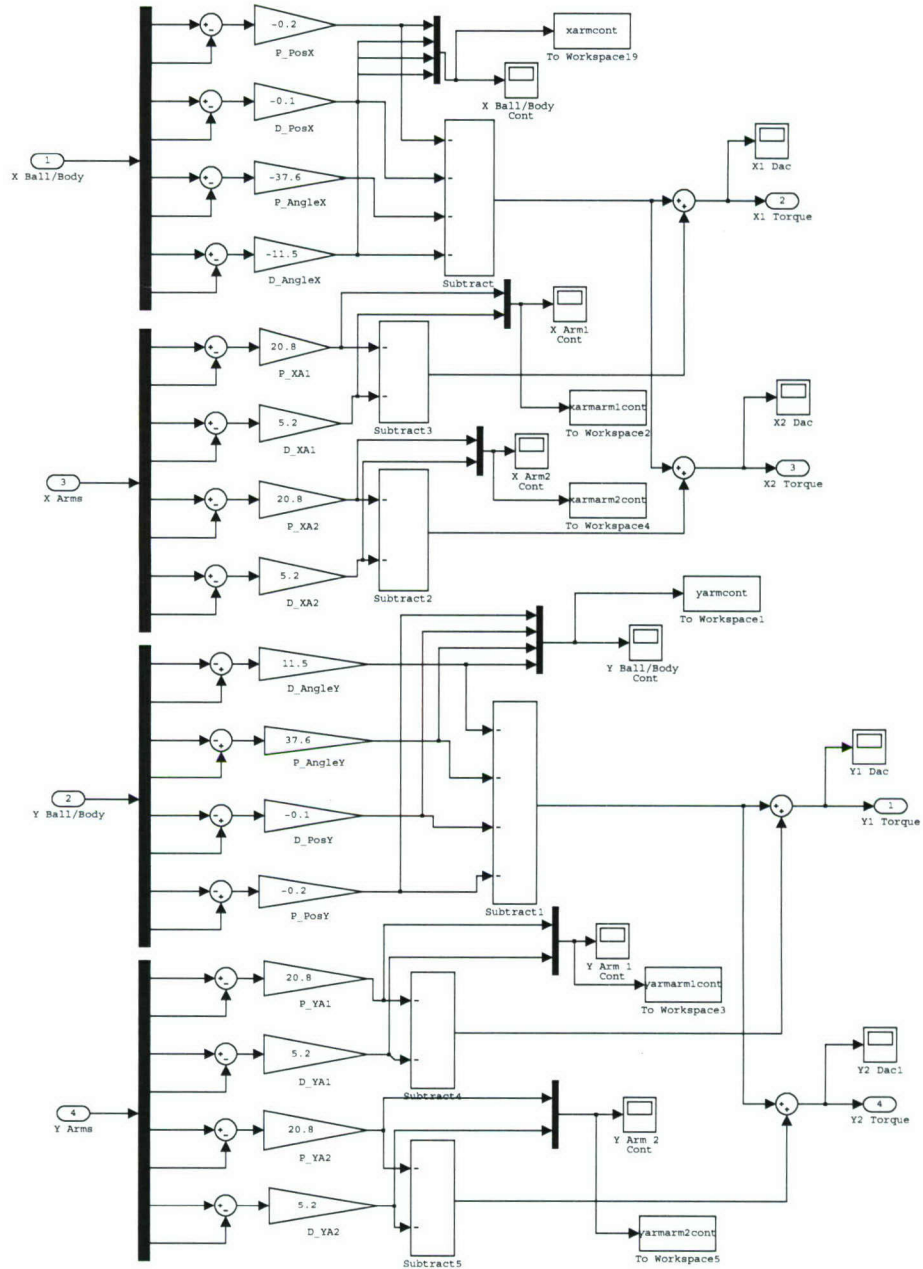 -0.2
P_PosX
xarmcont
To Workspace19
X Ball/Body
Cont
-0.1
D_PosX
1
X Ball/Body
-37.6
P_AngleX
-11.5
D_AngleX
Subtract
X1 Dac
2
X1 Torque
20.8
P_XA1
X Arm1
Cont
5.2
D_XA1
Subtract3
xarmarm1cont
To Workspace2
X2 Dac
3
X Arms
20.8
P_XA2
X Arm2
Cont
xarmarm2cont
To Workspace4
3
X2 Torque
5.2
D_XA2
Subtract2
yarmcont
To Workspace1
Y Ball/Body
Cont
11.5
D_AngleY
37.6
P_AngleY
Y1 Dac
2
Y Ball/Body
-0.1
D_PosY
1
Y1 Torque
-0.2
P_PosY
Subtract1
20.8
P_YA1
Y Arm 1
Cont
yarmarm1cont
To Workspace3
5.2
D_YA1
Subtract4
Y2 Dac1
4
Y Arms
20.8
P_YA2
Y Arm 2
Cont
4
Y2 Torque
5.2
D_YA2
Subtract5
yarmarm2cont
To Workspace5